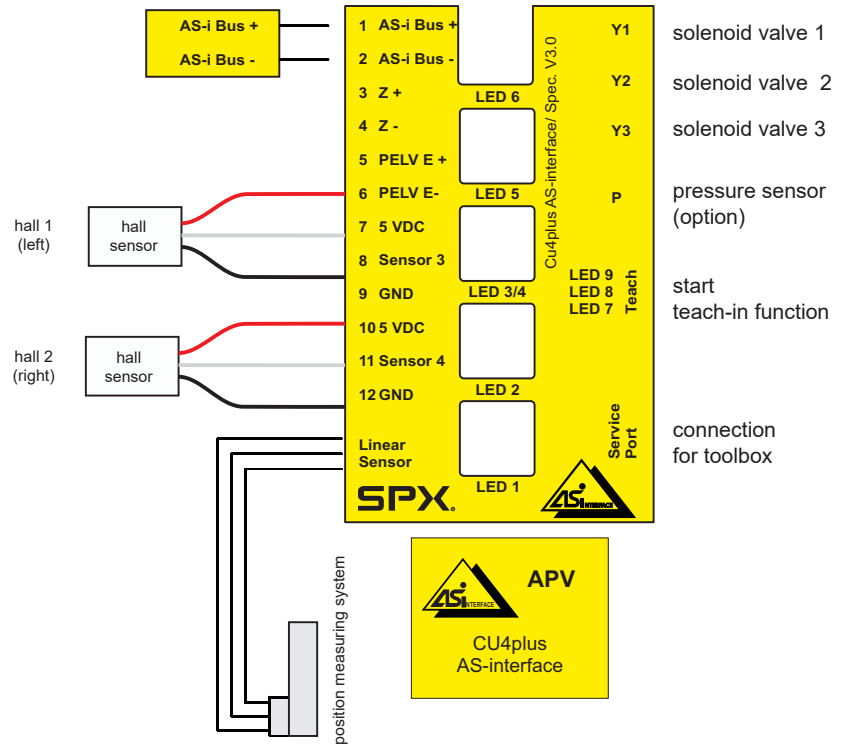 AS-i Bus +
AS-i Bus -
1 AS-i Bus +
2 AS-i Bus -
3 Z +
4 Z -
5 PELV E +
6 PELV E-
7 5 VDC
8 Sensor 3
9 GND
10 5 VDC
11 Sensor 4
12 GND
Linear
Sensor
SPX
LED 6
LED 5
LED 3/4
LED 2
LED 1
Cu4plus AS-interface/ Spec. V3.0
Y1
Y2
Y3
P
LED 9
LED 8
LED 7
Teach
Service
Port
ASi INTERFACE
solenoid valve 1
solenoid valve 2
solenoid valve 3
pressure sensor
(option)
start
teach-in function
connection
for toolbox
hall 1
(left)
hall
sensor
hall 2
(right)
hall
sensor
position measuring system
ASi INTERFACE
APV
CU4plus
AS-interface